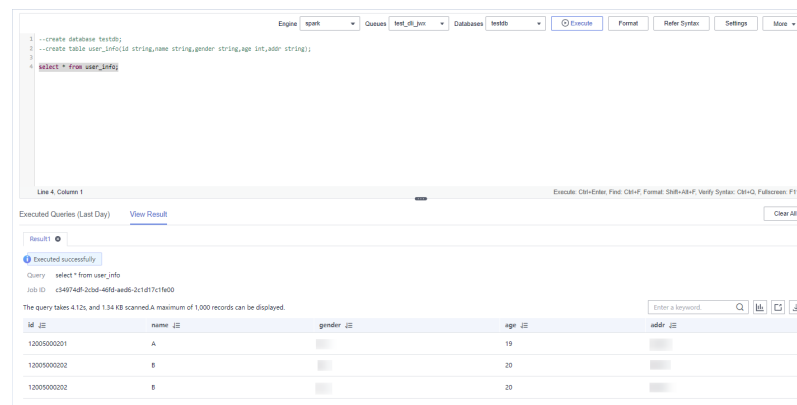 Engine spark Queues test_dli_jwx Databases testdb Execute Format Refer Syntax Settings More
1 --create database testdb;
2 --create table user_info(id string,name string,gender string,age int,addr string);
3
4 select * from user_info;
Line 4, Column 1 Execute: Ctrl+Enter, Find: Ctrl+F, Format: Shift+Alt+F, Verify Syntax: Ctrl+Q, Fullscreen: F1
Executed Queries (Last Day) View Result Clear All
Result1
Executed successfully
Query select * from user_info
Job ID c34974df-2cbd-46fd-aed6-2c1d17c1fe00
The query takes 4.12s, and 1.34 KB scanned.A maximum of 1,000 records can be displayed. Enter a keyword.
id name gender age addr
12005000201 A 19
12005000202 B 20
12005000202 B 20